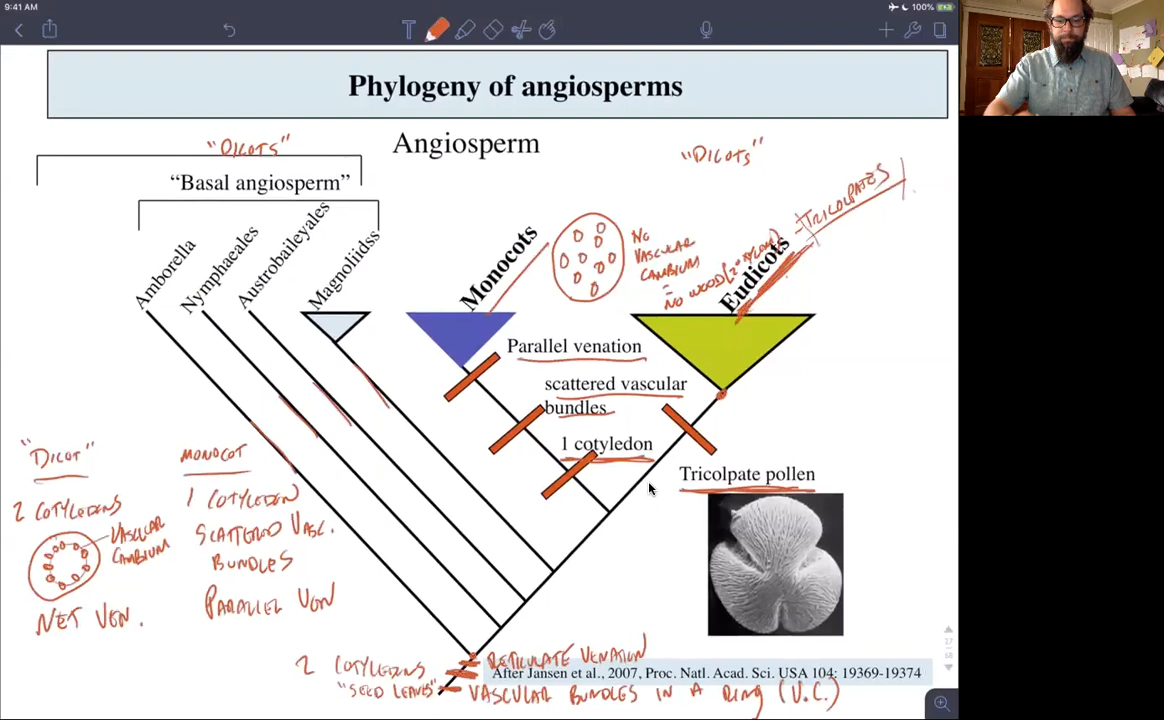 9:41 AM
100%
Phylogeny of angiosperms
"DICOTS"
Angiosperm
"DICOTS"
"Basal angiosperm"
=TRICOLPATES
Amborella
Nymphaeales
Austrobaileyales
Magnoliidss
Monocots
NO
VASCULAR
CAMBIUM
=
NO WOOD (2° XYLEM)
Eudicots
Parallel venation
scattered vascular
bundles
1 cotyledon
Tricolpate pollen
"DICOT"
2 COTYLEDONS
VASCULAR
CAMBIUM
NET VEN.
MONOCOT
1 COTYLEDON
SCATTERED VASC.
BUNDLES
PARALLEL VEN
2 COTYLEDONS
"SEED LEAVES"
RETICULATE VENATION
After Jansen et al., 2007, Proc. Natl. Acad. Sci. USA 104: 19369-19374
VASCULAR BUNDLES IN A RING (V.C.)